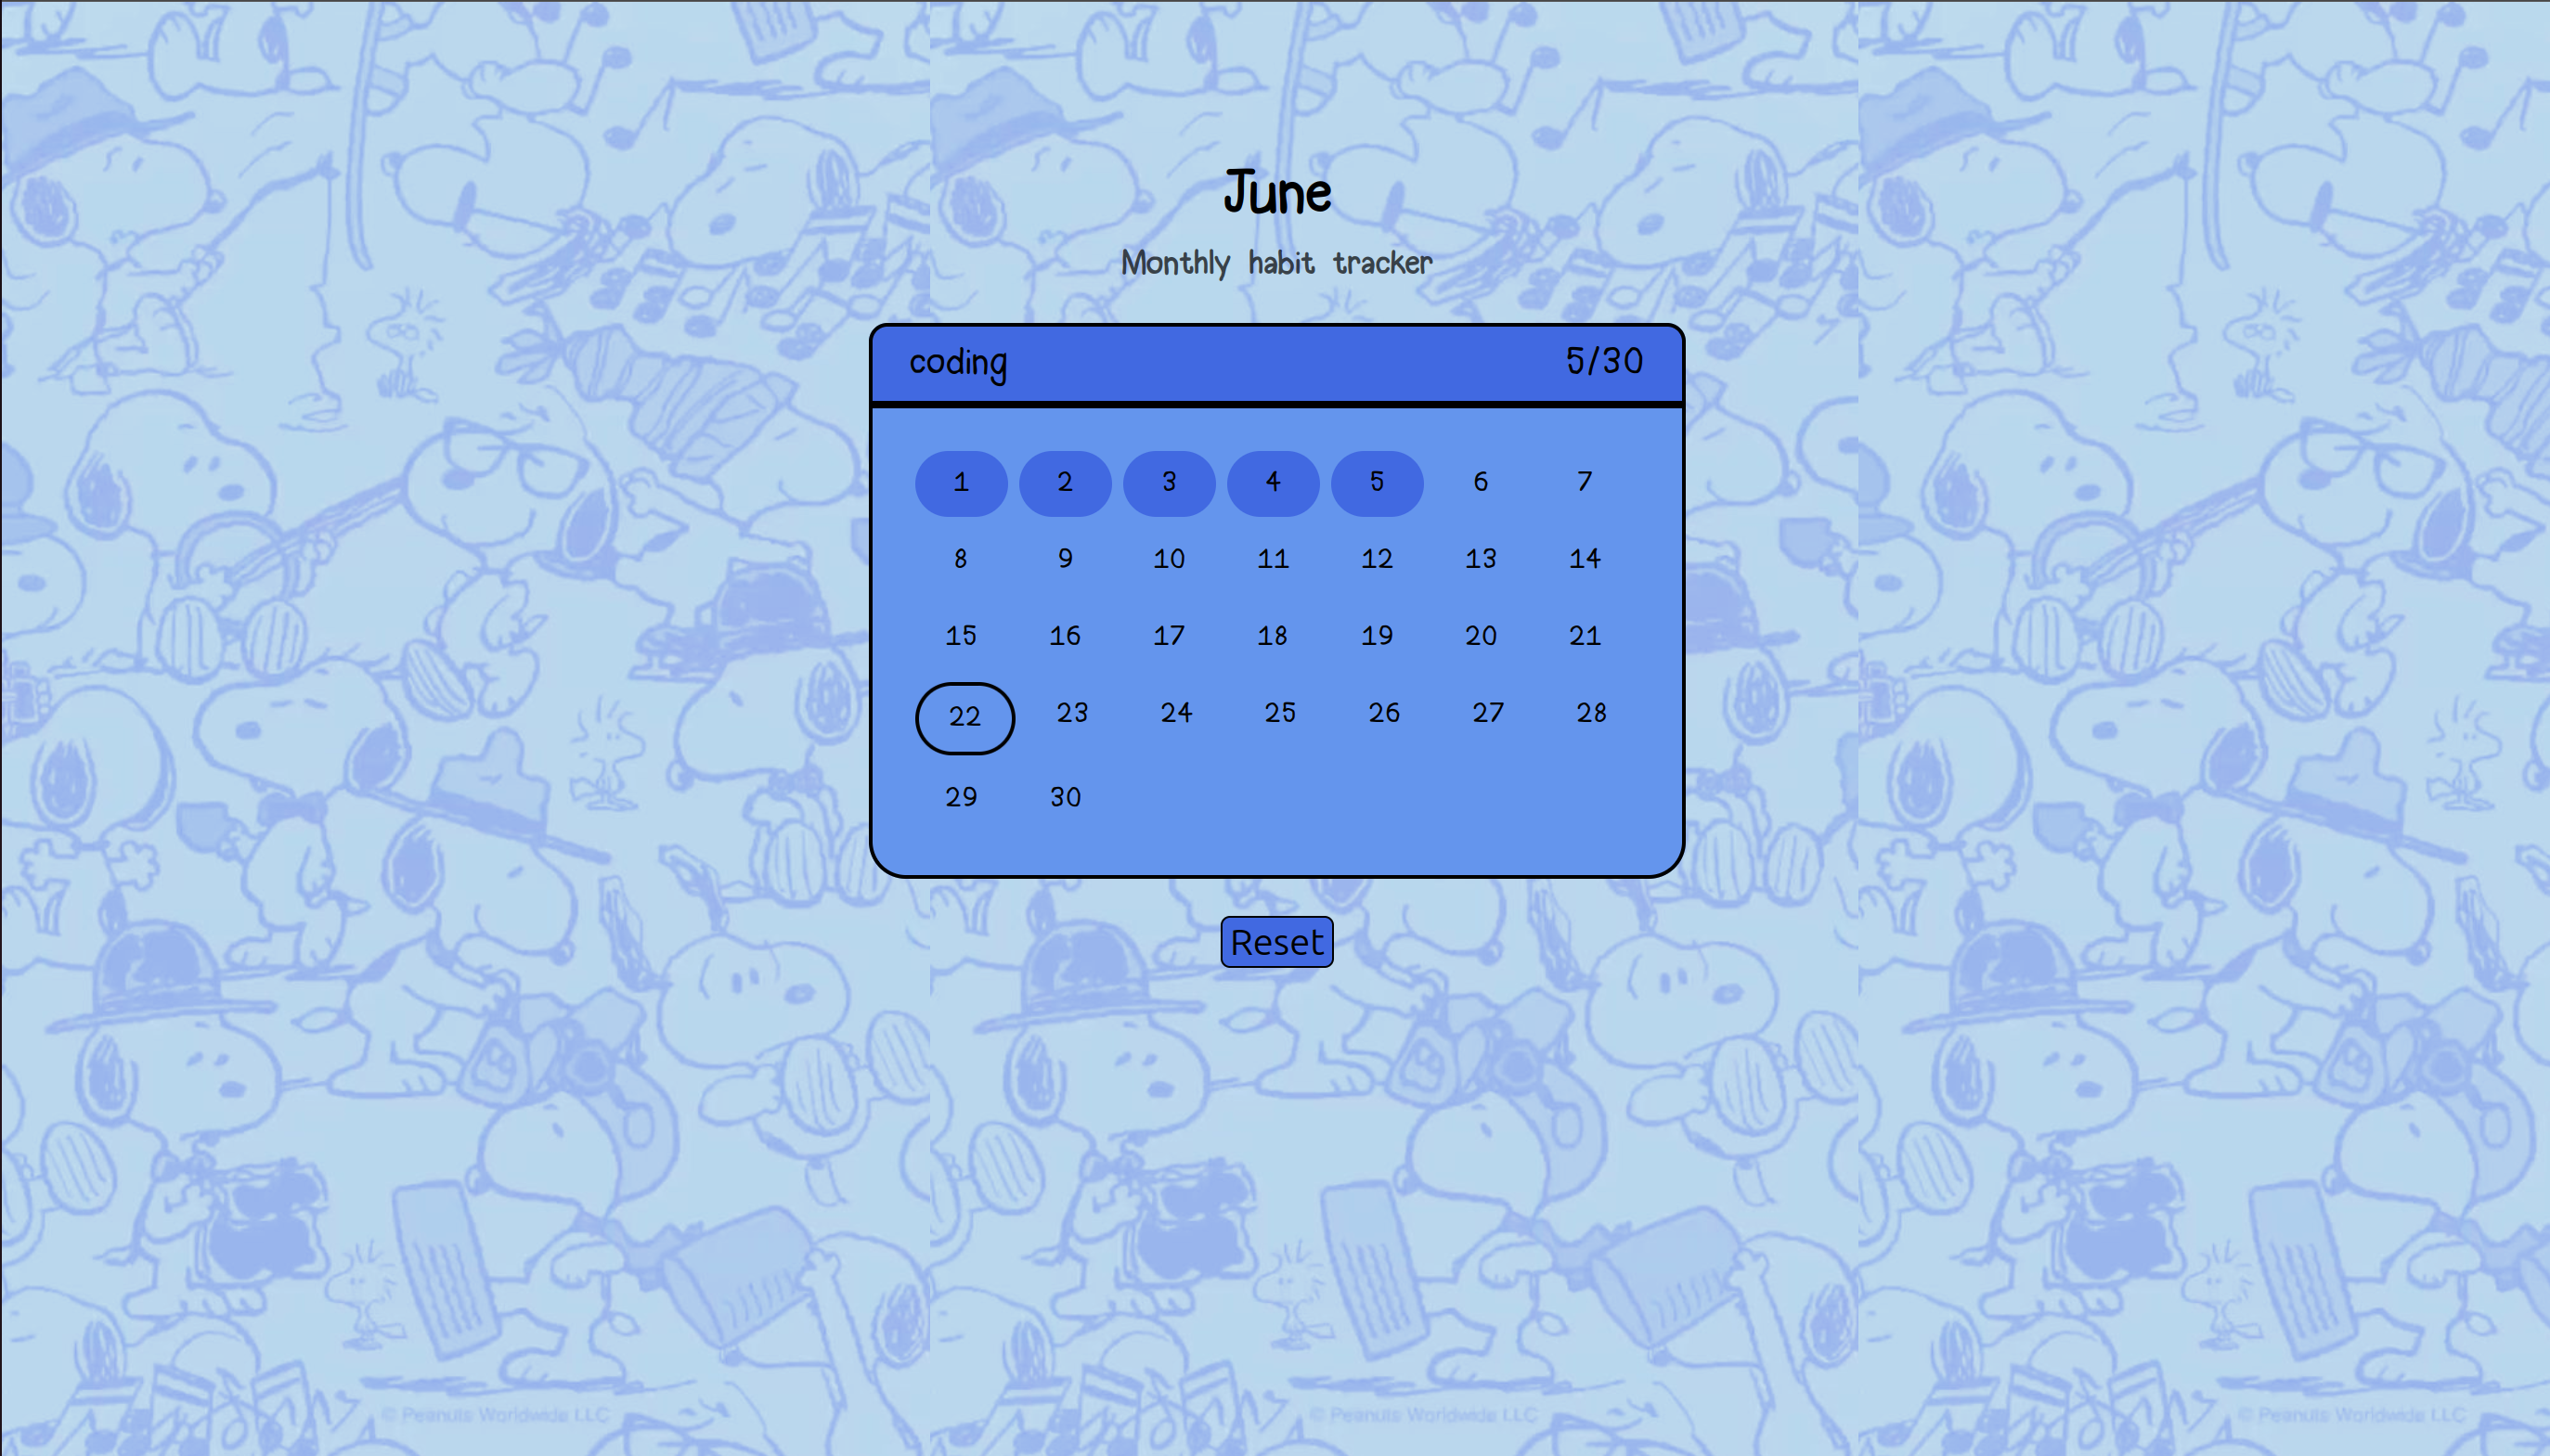 June
Monthly habit tracker
coding 5/30
1 2 3 4 5 6 7
8 9 10 11 12 13 14
15 16 17 18 19 20 21
22 23 24 25 26 27 28
29 30
Reset
© Peanuts Worldwide LLC © Peanuts Worldwide LLC © Peanuts Worldwide LLC